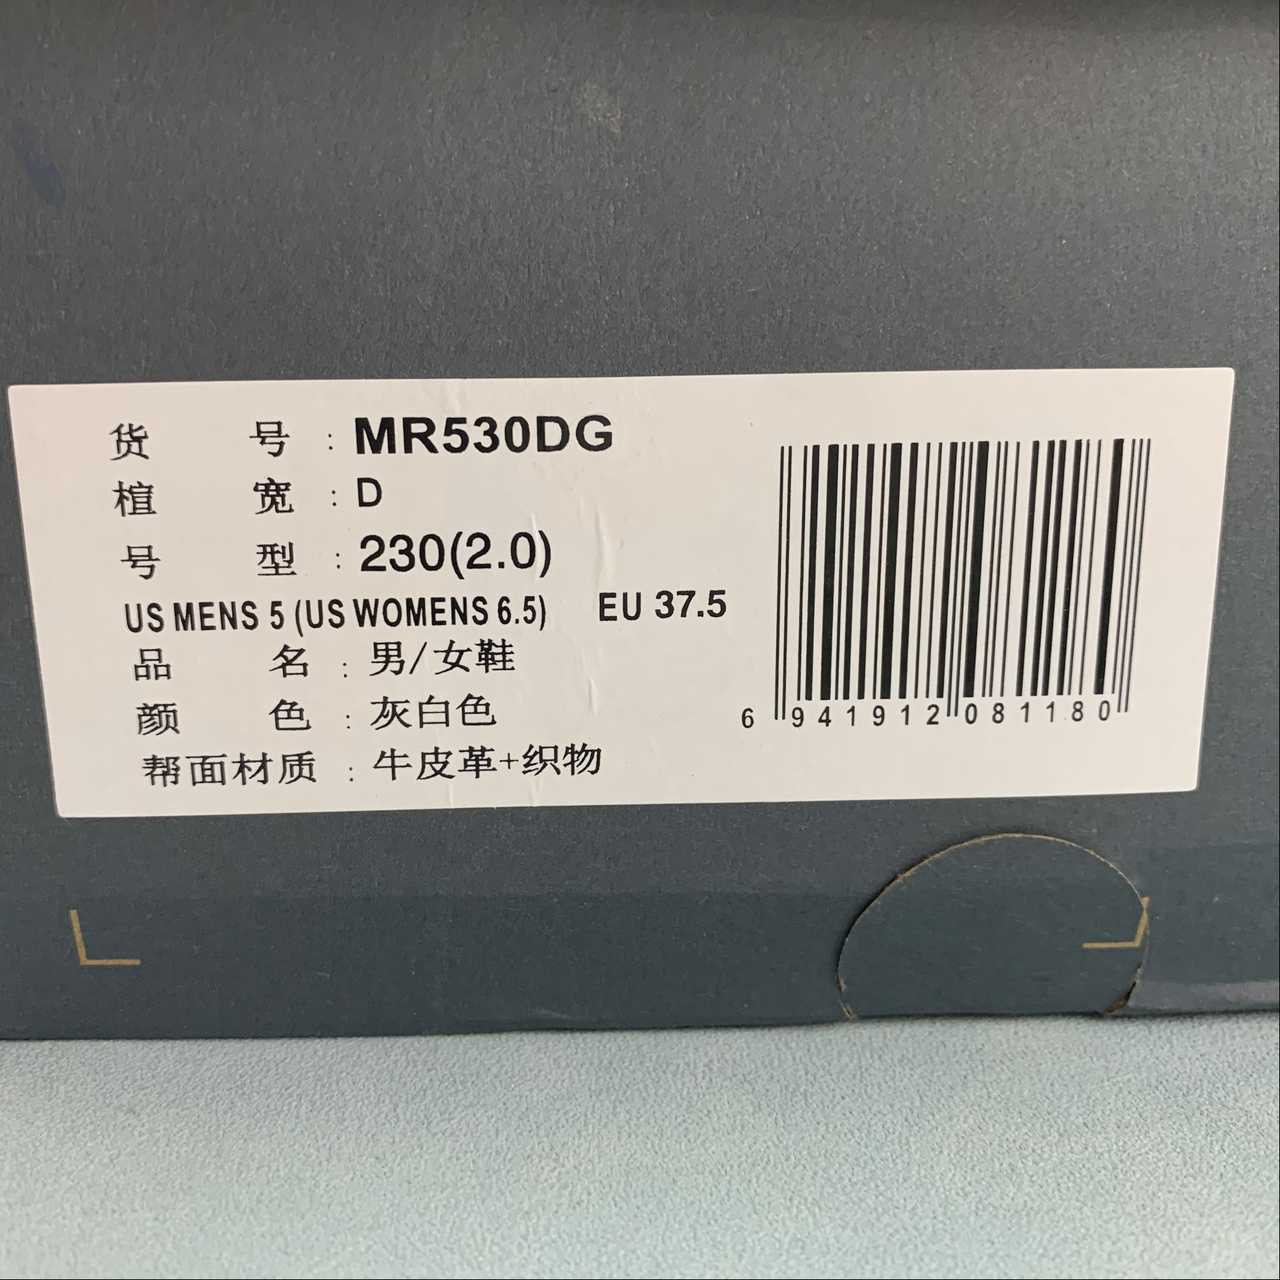 货 号 : MR530DG
楦 宽 : D
号 型 : 230(2.0)
US MENS 5 (US WOMENS 6.5) EU 37.5
品 名 : 男/女鞋
颜 色 : 灰白色
帮面材质 : 牛皮革+织物
6 941912 081180